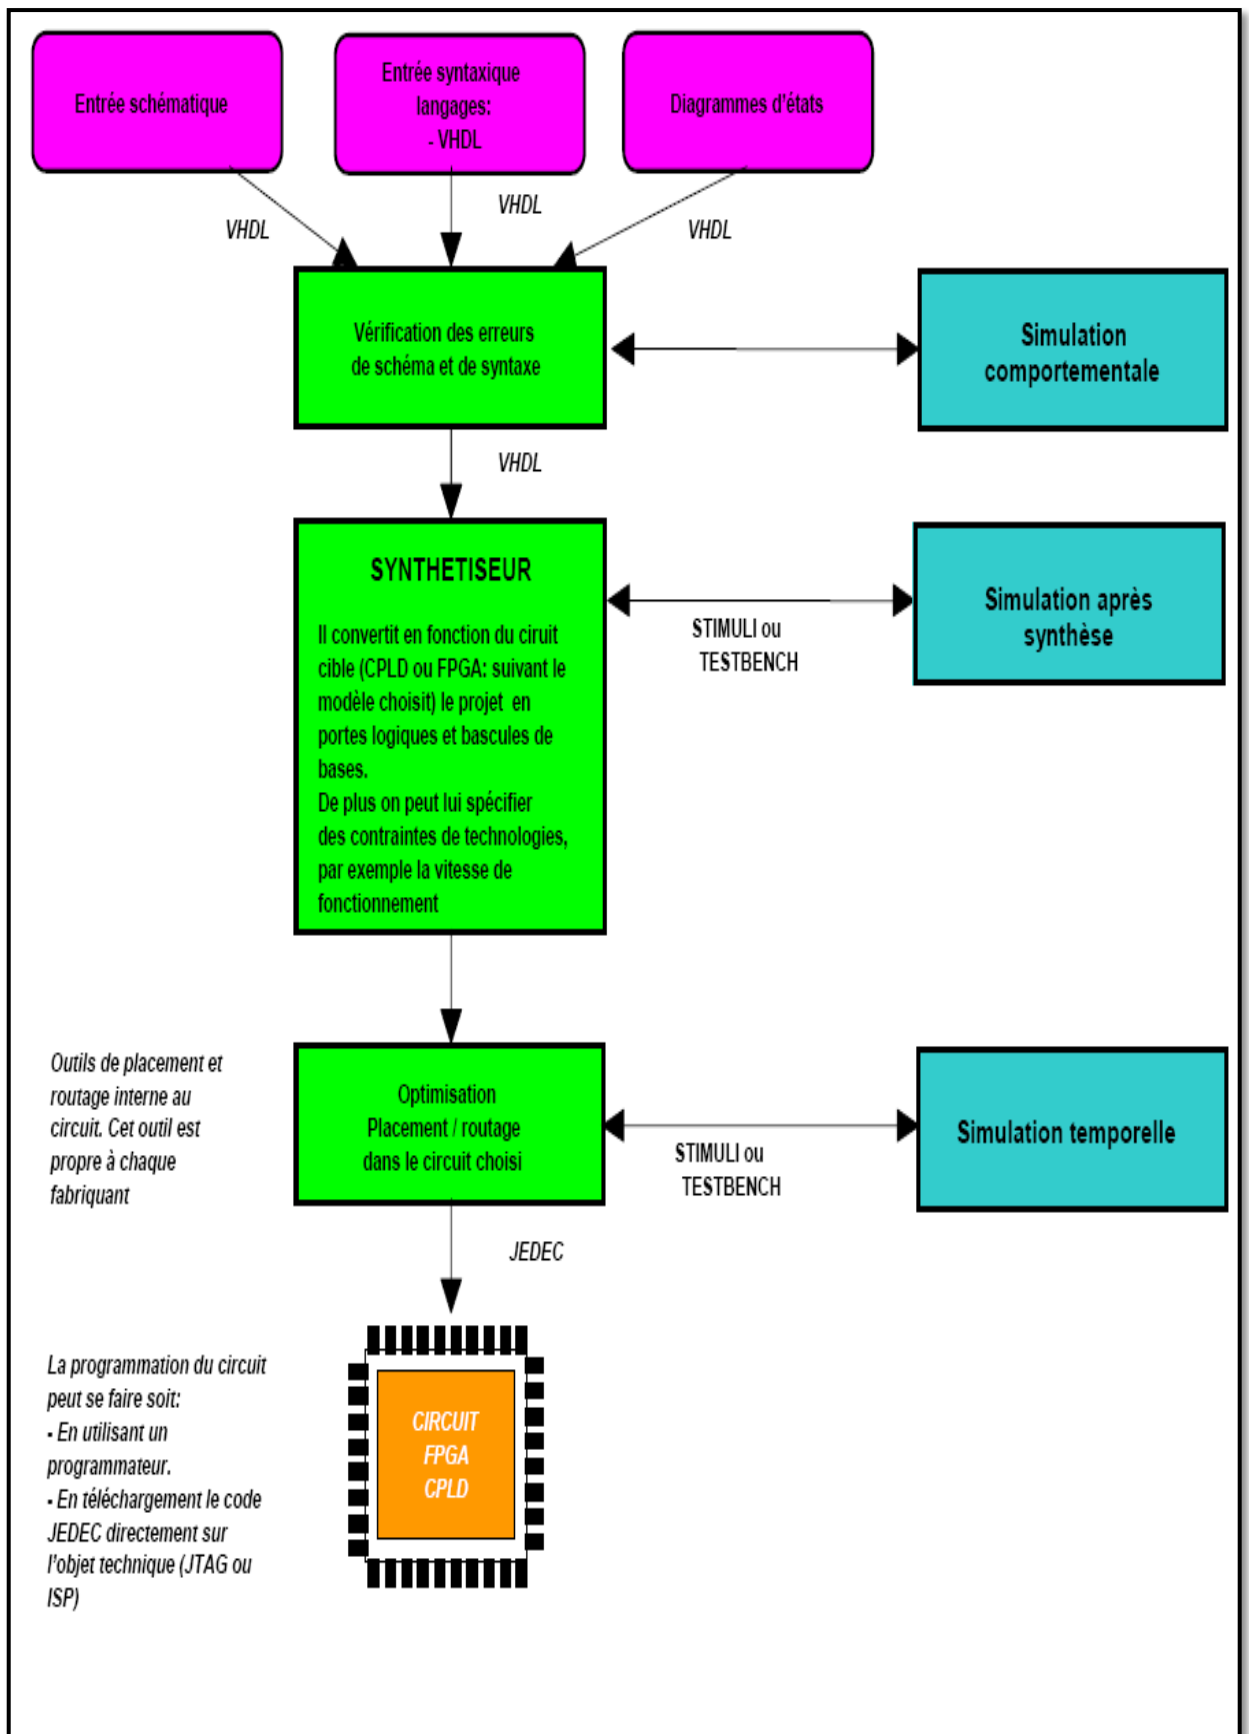 Entrée schématique
Entrée syntaxique
langages:
- VHDL
Diagrammes d'états
VHDL
VHDL
VHDL
Vérification des erreurs
de schéma et de syntaxe
Simulation
comportementale
VHDL
SYNTHETISEUR
Il convertit en fonction du ciruit
cible (CPLD ou FPGA: suivant le
modèle choisit) le projet en
portes logiques et bascules de
bases.
De plus on peut lui spécifier
des contraintes de technologies,
par exemple la vitesse de
fonctionnement
STIMULI ou
TESTBENCH
Simulation après
synthèse
Outils de placement et
routage interne au
circuit. Cet outil est
propre à chaque
fabriquant
Optimisation
Placement / routage
dans le circuit choisi
STIMULI ou
TESTBENCH
Simulation temporelle
JEDEC
La programmation du circuit
peut se faire soit:
- En utilisant un
programmateur.
- En téléchargement le code
JEDEC directement sur
l'objet technique (JTAG ou
ISP)
CIRCUIT
FPGA
CPLD